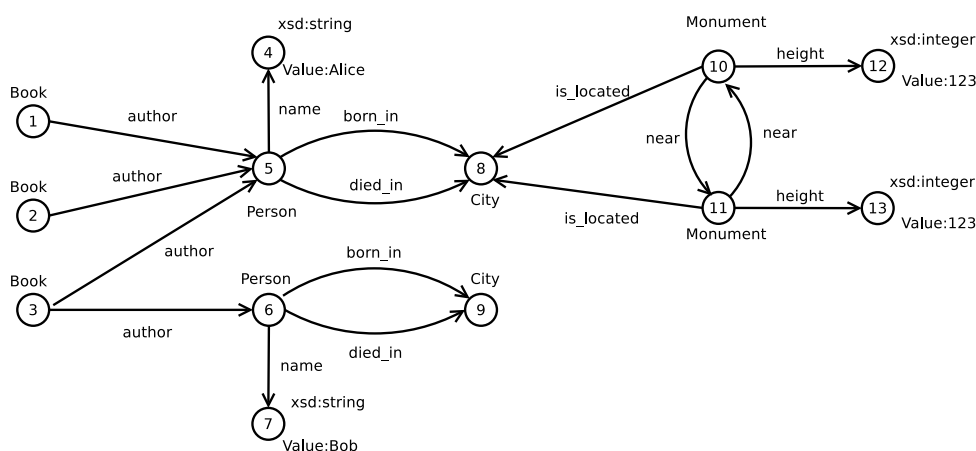 xsd:string
4
Value:Alice
name
Book
1
author
Book
2
author
5
Person
born_in
died_in
8
City
author
Book
3
author
Person
6
born_in
died_in
City
9
name
xsd:string
7
Value:Bob
Monument
10
height
xsd:integer
12
Value:123
is_located
near
near
is_located
11
Monument
height
xsd:integer
13
Value:123